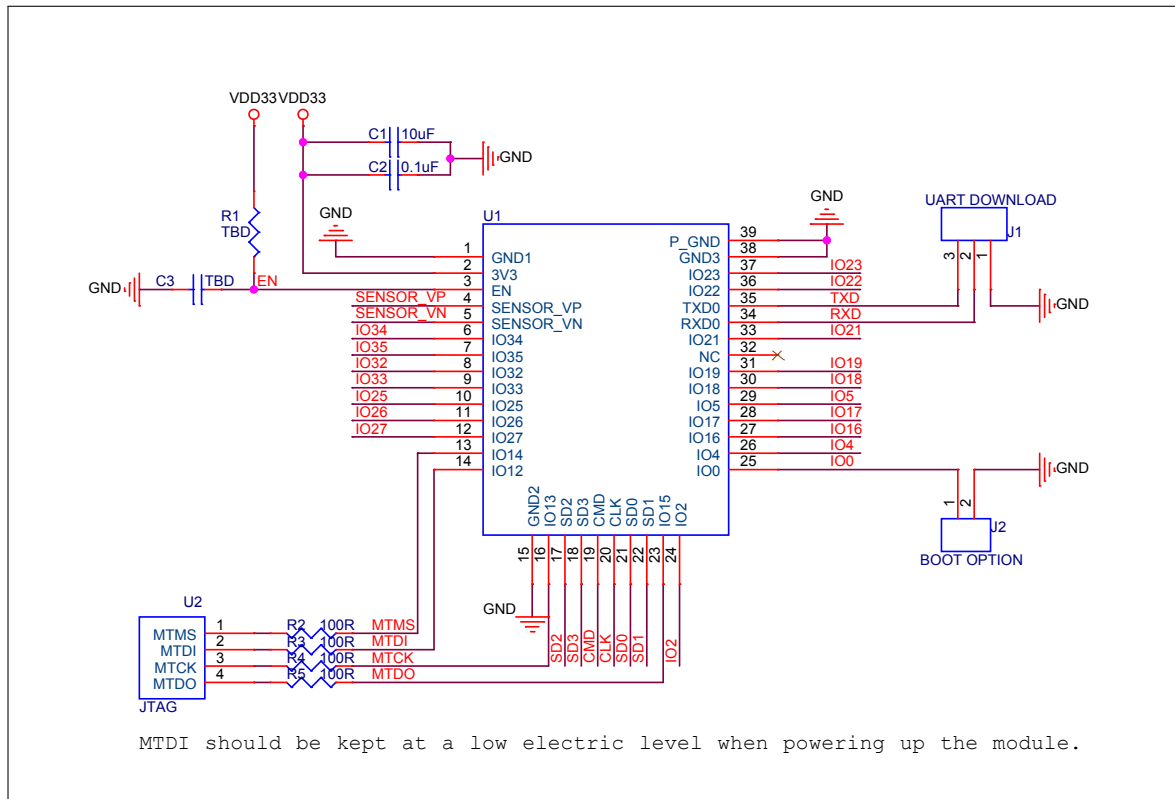 VDD33 VDD33
C1 10uF
GND
C2 0.1uF
R1
TBD
GND
GND C3 TBD EN
U1
GND
UART DOWNLOAD
J1
3 2 1
GND
1 GND1
2 3V3
3 EN
SENSOR_VP 4 SENSOR_VP
SENSOR_VN 5 SENSOR_VN
IO34 6 IO34
IO35 7 IO35
IO32 8 IO32
IO33 9 IO33
IO25 10 IO25
IO26 11 IO26
IO27 12 IO27
13 IO14
14 IO12
P_GND 39
GND3 38
IO23 37 IO23
IO22 36 IO22
TXD0 35 TXD
RXD0 34 RXD
IO21 33 IO21
NC 32
IO19 31 IO19
IO18 30 IO18
IO5 29 IO5
IO17 28 IO17
IO16 27 IO16
IO4 26 IO4
IO0 25 IO0
GND
1 2
J2
BOOT OPTION
GND2 IO13 SD2 SD3 CMD CLK SD0 SD1 IO15 IO2
15 16 17 18 19 20 21 22 23 24
GND
SD2 SD3 CMD CLK SD0 SD1 IO2
U2
MTMS 1 R2 100R MTMS
MTDI 2 R3 100R MTDI
MTCK 3 R4 100R MTCK
MTDO 4 R5 100R MTDO
JTAG
MTDI should be kept at a low electric level when powering up the module.